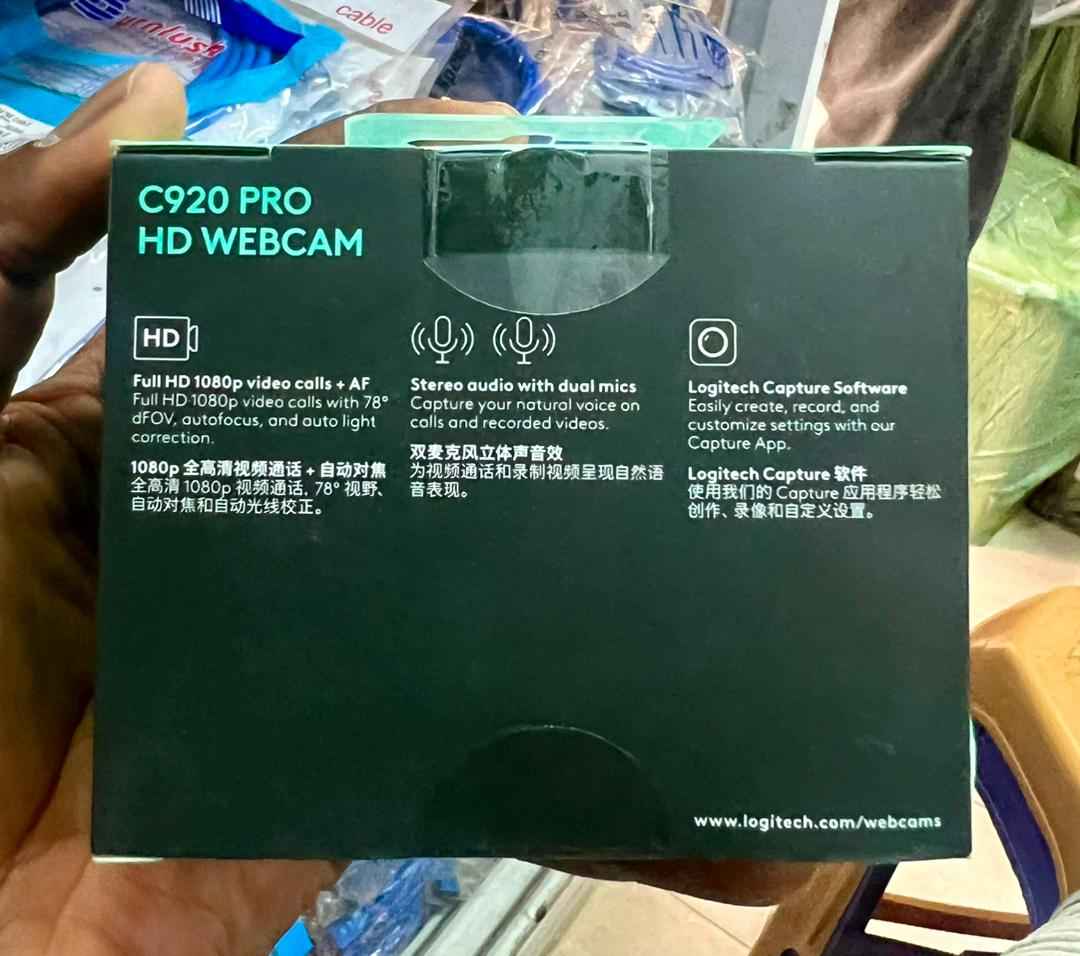 cable
C920 PRO
HD WEBCAM
HD
Full HD 1080p video calls + AF
Full HD 1080p video calls with 78°
dFOV, autofocus, and auto light
correction.
1080p 全高清视频通话 + 自动对焦
全高清 1080p 视频通话, 78° 视野、
自动对焦和自动光线校正。
Stereo audio with dual mics
Capture your natural voice on
calls and recorded videos.
双麦克风立体声音效
为视频通话和录制视频呈现自然语
音表现。
Logitech Capture Software
Easily create, record, and
customize settings with our
Capture App.
Logitech Capture 软件
使用我们的 Capture 应用程序轻松
创作、录像和自定义设置。
www.logitech.com/webcams